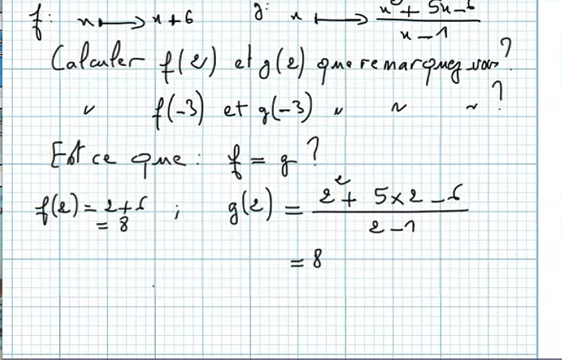 f: x ⟼ x+6 g: x ⟼ x²+5x-6 / x-1
Calculer f(2) et g(2) que remarquez vous?
" f(-3) et g(-3) " " "?
Est ce que: f = g?
f(2) = 2+6 ; g(2) = 2²+5×2-6 / 2-1
= 8
= 8